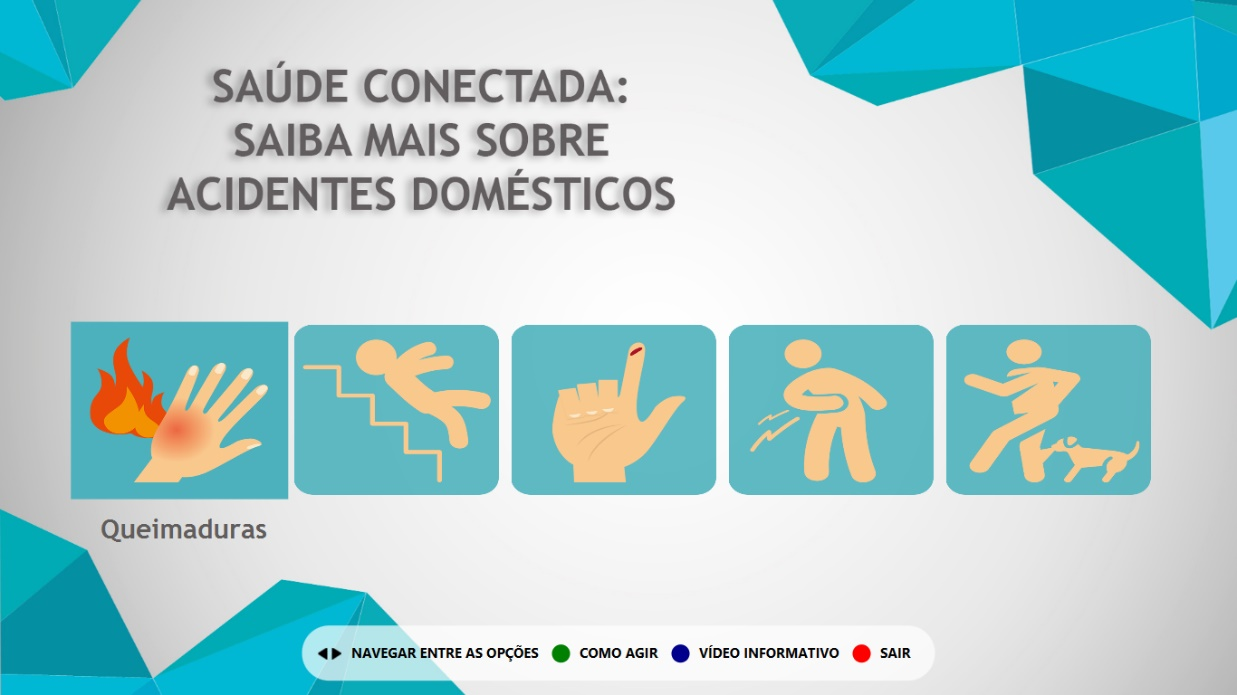 SAÚDE CONECTADA:
SAIBA MAIS SOBRE
ACIDENTES DOMÉSTICOS
Queimaduras
NAVEGAR ENTRE AS OPÇÕES COMO AGIR VÍDEO INFORMATIVO SAIR